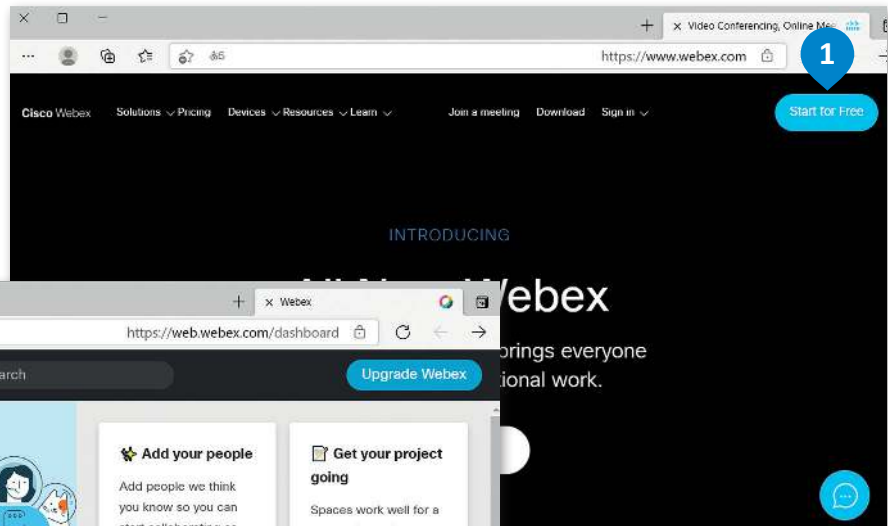 Video Conferencing, Online Mee
https://www.webex.com
1
Cisco Webex Solutions Pricing Devices Resources Learn Join a meeting Download Sign in Start for Free
INTRODUCING
Webex
https://web.webex.com/dashboard
brings everyone
Upgrade Webex
work.
Add your people
Get your project
going
Add people we think
you know so you can
Spaces work well for a